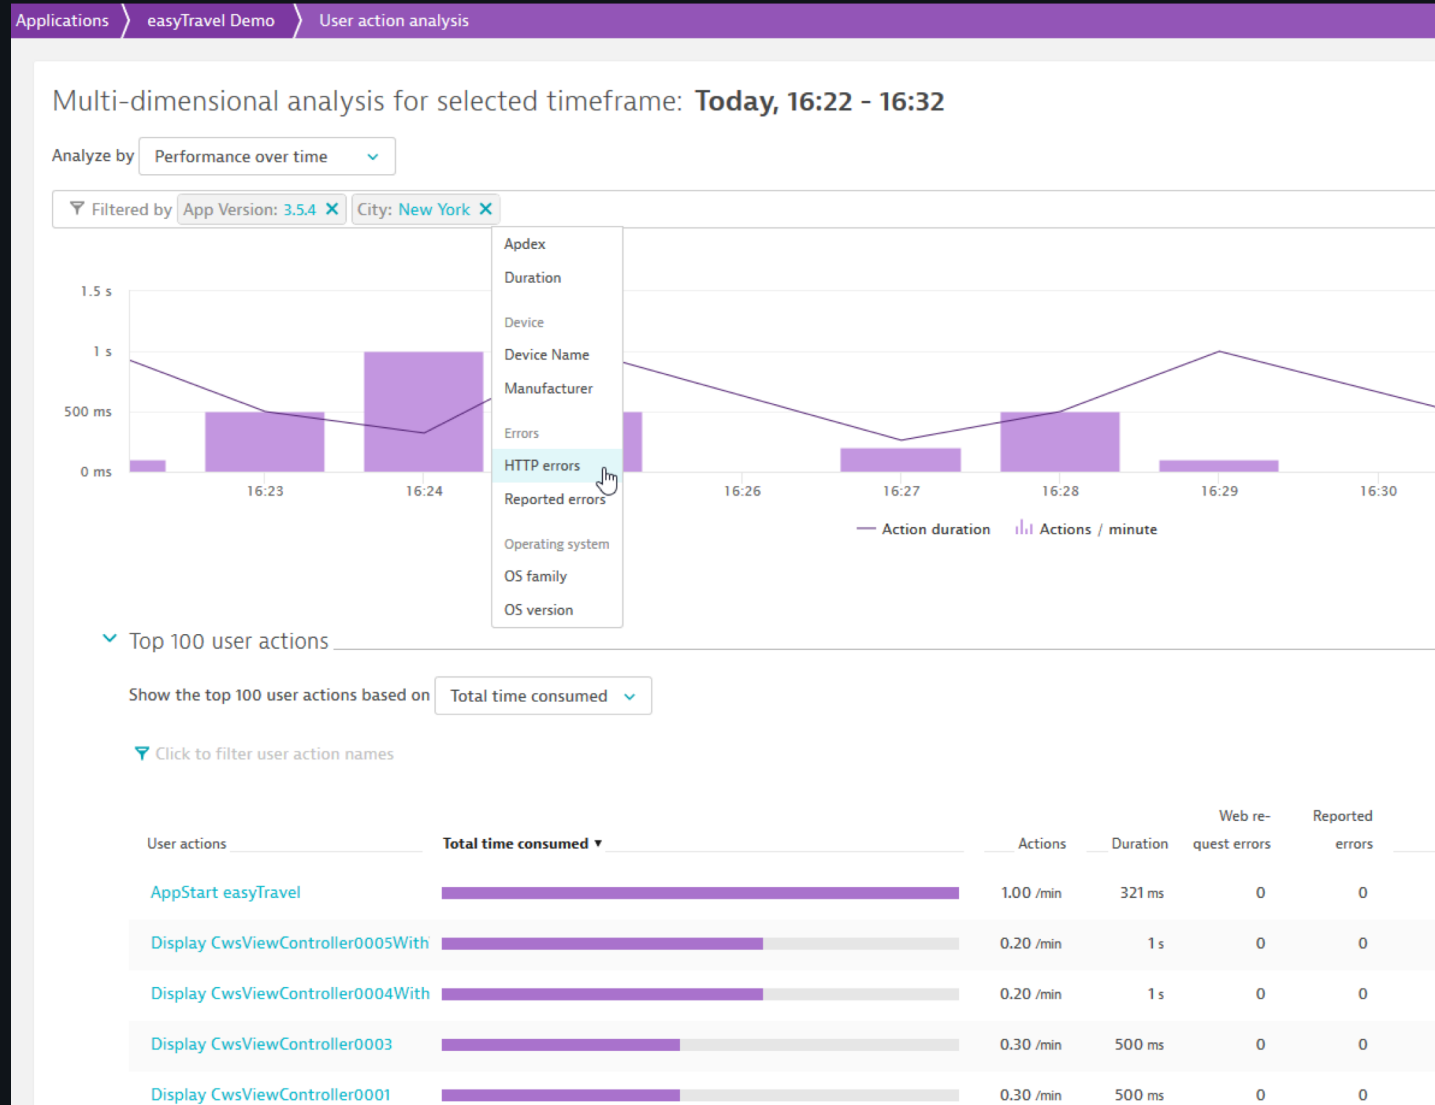 Applications easyTravel Demo User action analysis
Multi-dimensional analysis for selected timeframe: Today, 16:22 - 16:32
Analyze by Performance over time
Filtered by App Version: 3.5.4 City: New York
Apdex
Duration
Device
Device Name
Manufacturer
Errors
HTTP errors
Reported errors
Operating system
OS family
OS version
1.5 s
1 s
500 ms
0 ms
16:23 16:24 16:26 16:27 16:28 16:29 16:30
Action duration Actions / minute
Top 100 user actions
Show the top 100 user actions based on Total time consumed
Click to filter user action names
Web re- Reported
User actions Total time consumed ▼ Actions Duration quest errors errors
AppStart easyTravel 1.00 /min 321 ms 0 0
Display CwsViewController0005With 0.20 /min 1 s 0 0
Display CwsViewController0004With 0.20 /min 1 s 0 0
Display CwsViewController0003 0.30 /min 500 ms 0 0
Display CwsViewController0001 0.30 /min 500 ms 0 0